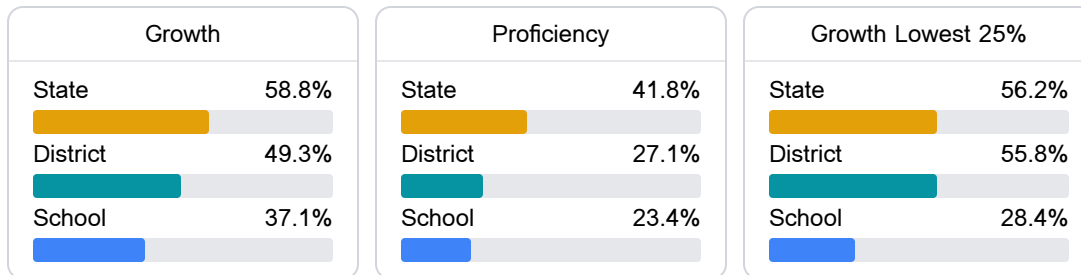 Growth
State 58.8%
District 49.3%
School 37.1%
Proficiency
State 41.8%
District 27.1%
School 23.4%
Growth Lowest 25%
State 56.2%
District 55.8%
School 28.4%